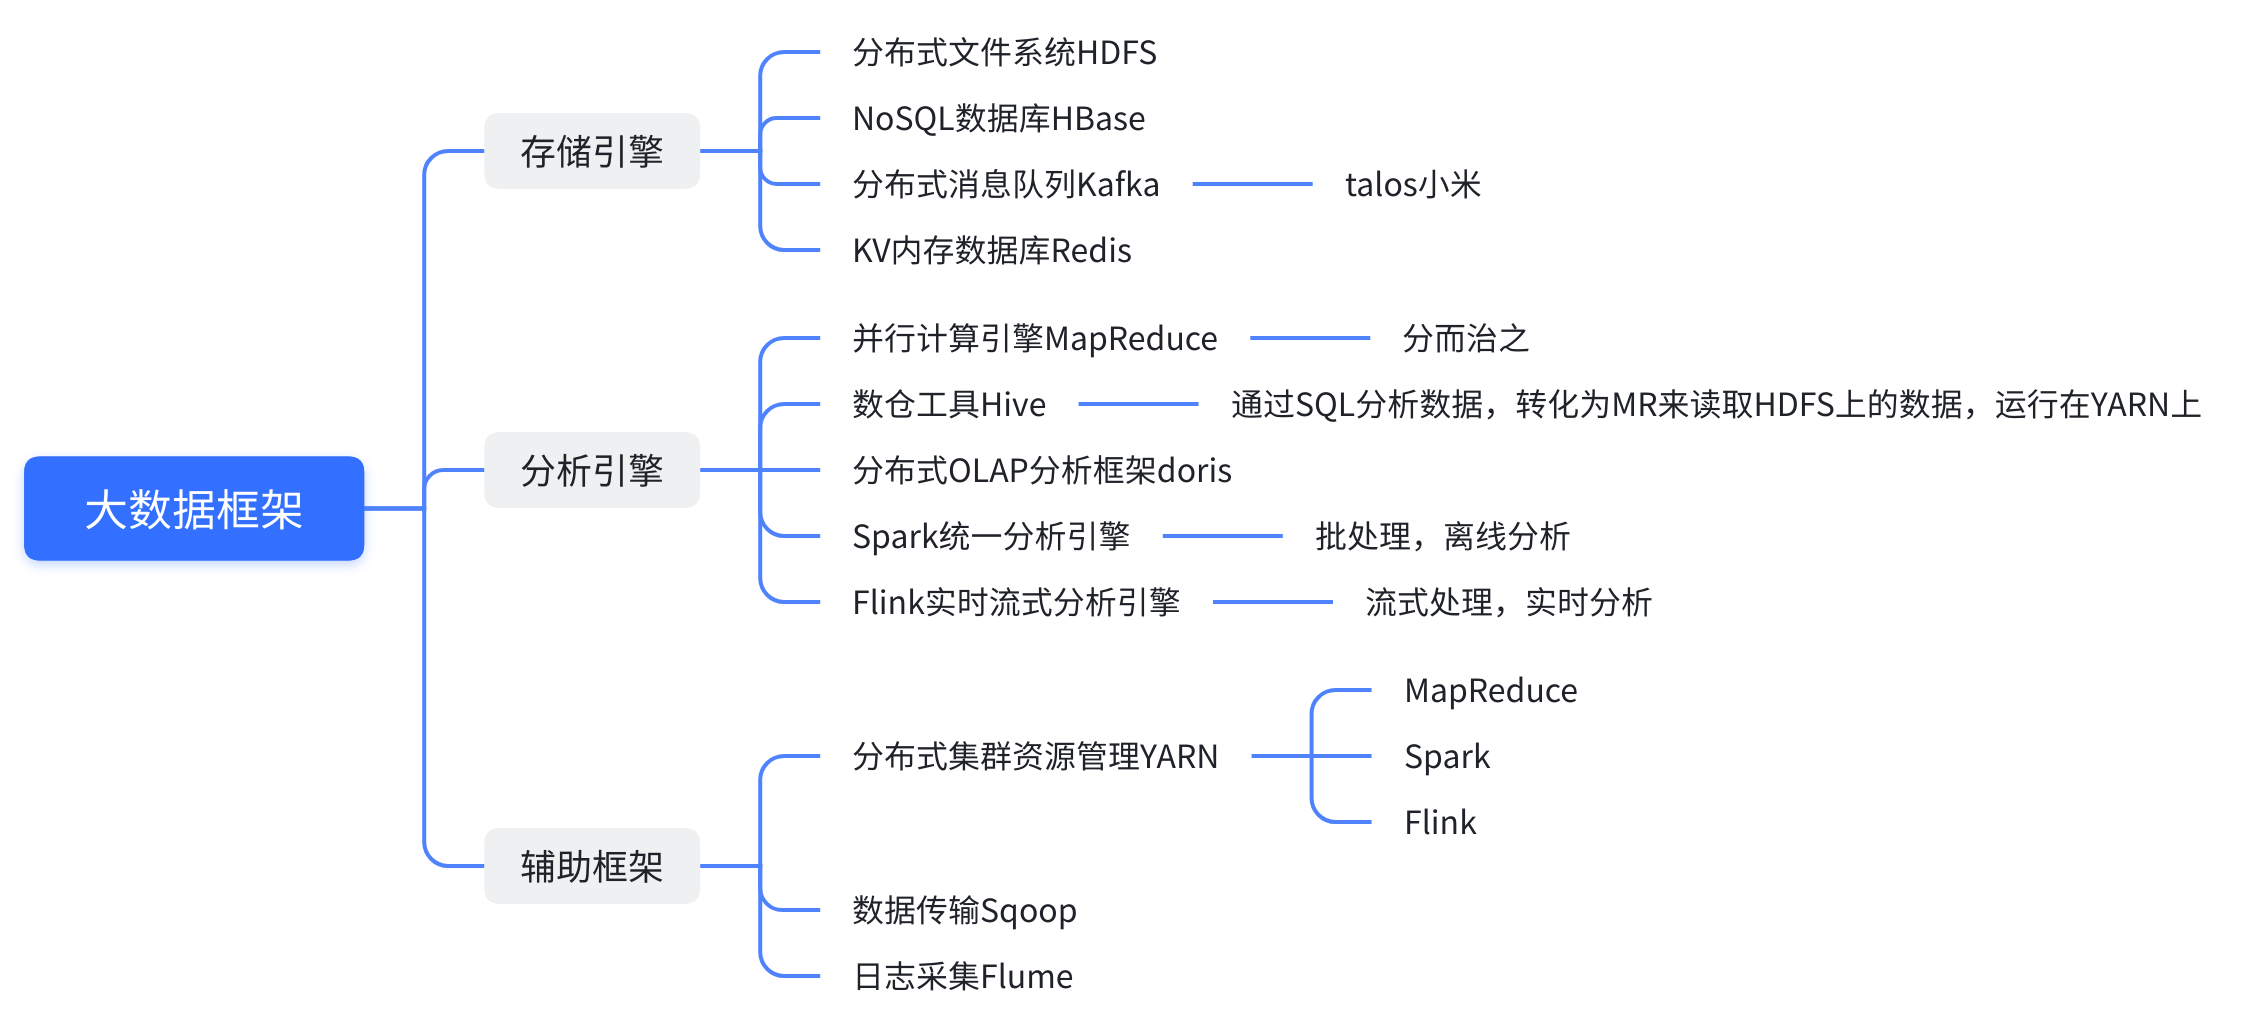 大数据框架
存储引擎
分布式文件系统HDFS
NoSQL数据库HBase
分布式消息队列Kafka
talos小米
KV内存数据库Redis
分析引擎
并行计算引擎MapReduce
分而治之
数仓工具Hive
通过SQL分析数据，转化为MR来读取HDFS上的数据，运行在YARN上
分布式OLAP分析框架doris
Spark统一分析引擎
批处理，离线分析
Flink实时流式分析引擎
流式处理，实时分析
辅助框架
分布式集群资源管理YARN
MapReduce
Spark
Flink
数据传输Sqoop
日志采集Flume